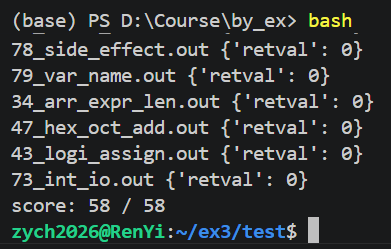 (base) PS D:\Course\by_ex> bash
78_side_effect.out {'retval': 0}
79_var_name.out {'retval': 0}
34_arr_expr_len.out {'retval': 0}
47_hex_oct_add.out {'retval': 0}
43_logi_assign.out {'retval': 0}
73_int_io.out {'retval': 0}
score: 58 / 58
zych2026@RenYi:~/ex3/test$